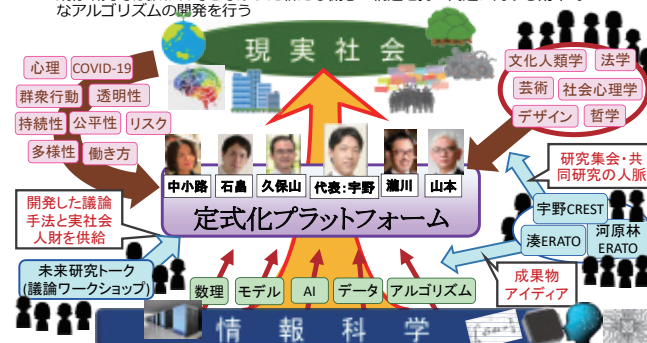 なアルゴリズムの開発を行う
現実社会
心理
COVID-19
群衆行動
透明性
持続性
公平性
リスク
多様性
働き方
文化人類学
法学
芸術
社会心理学
デザイン
哲学
中小路
石畠
久保山
代表:宇野
瀧川
山本
定式化プラットフォーム
研究集会・共
同研究の人脈
開発した議論
手法と実社会
人財を供給
宇野CREST
湊ERATO
河原林
ERATO
未来研究トーク
(議論ワークショップ)
成果物
アイディア
数理
モデル
AI
データ
アルゴリズム
情報科学